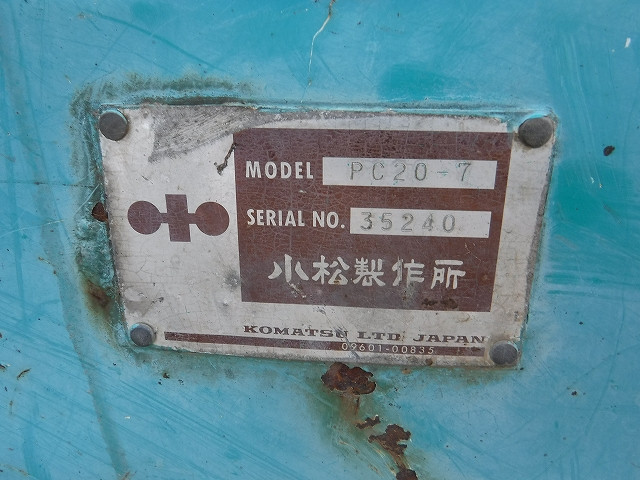 MODEL PC20-7
SERIAL NO. 35240
小松製作所
KOMATSU LTD JAPAN
09601-00835